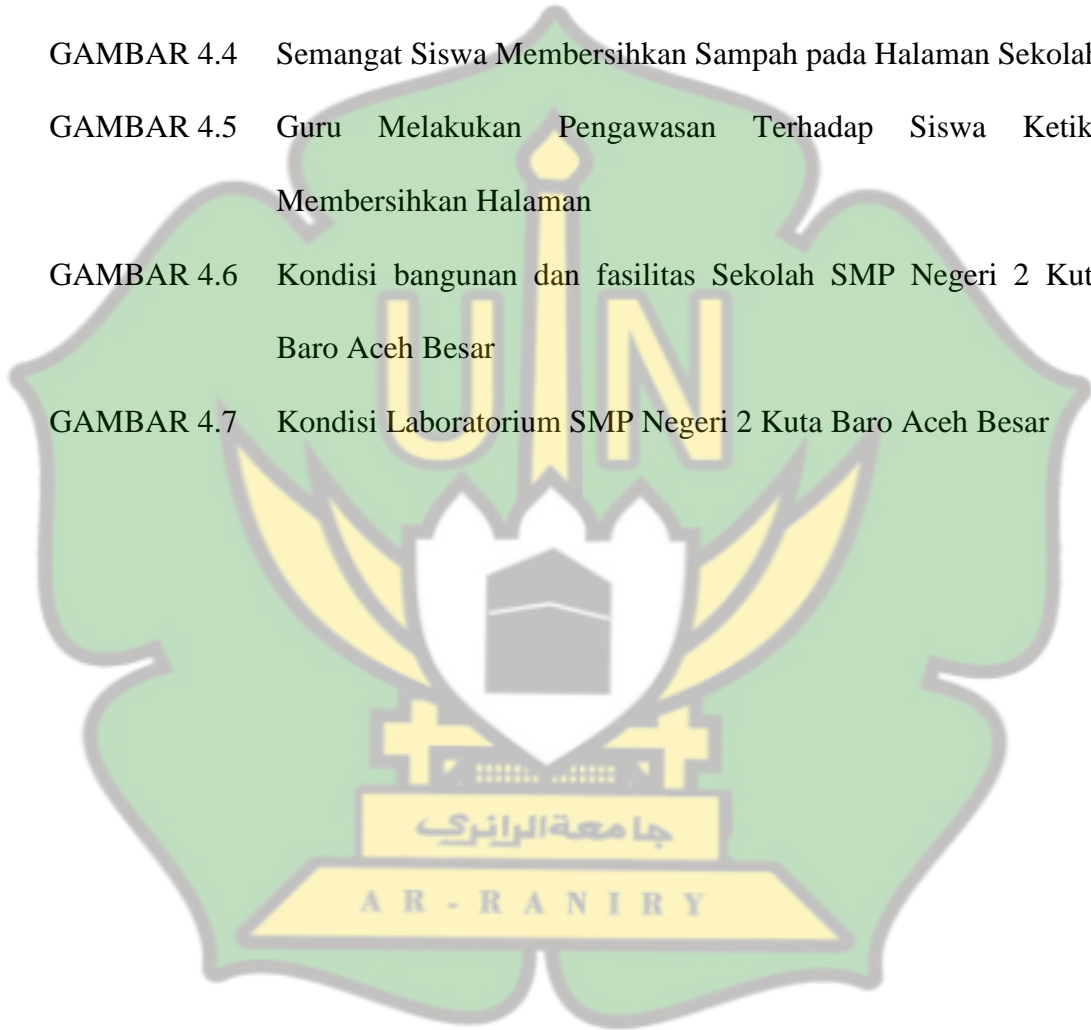 GAMBAR 4.4 Semangat Siswa Membersihkan Sampah pada Halaman Sekolah
GAMBAR 4.5 Guru Melakukan Pengawasan Terhadap Siswa Ketik
Membersihkan Halaman
GAMBAR 4.6 Kondisi bangunan dan fasilitas Sekolah SMP Negeri 2 Kut
Baro Aceh Besar
GAMBAR 4.7 Kondisi Laboratorium SMP Negeri 2 Kuta Baro Aceh Besar
UIN
جامعة الرانري
AR-RANIRY